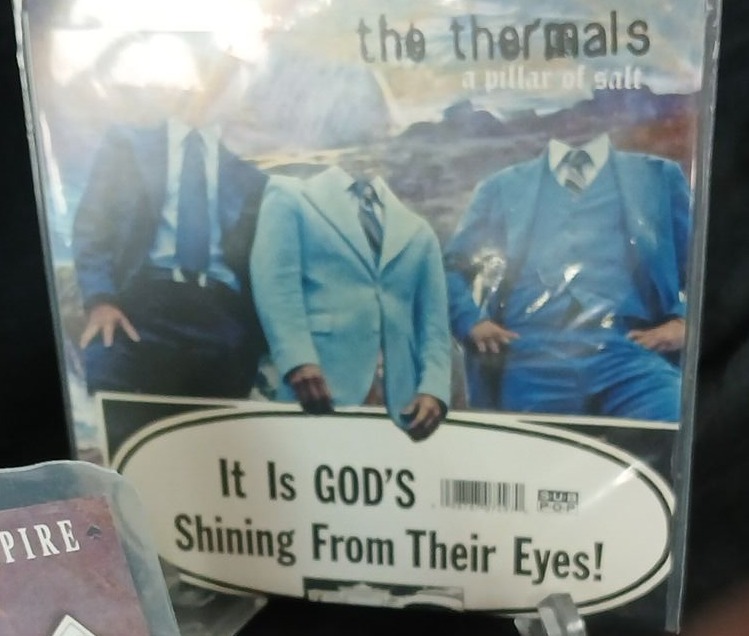 the thermals
a pillar of salt
It Is GOD'S
SUB
POP
Shining From Their Eyes!
PIRE